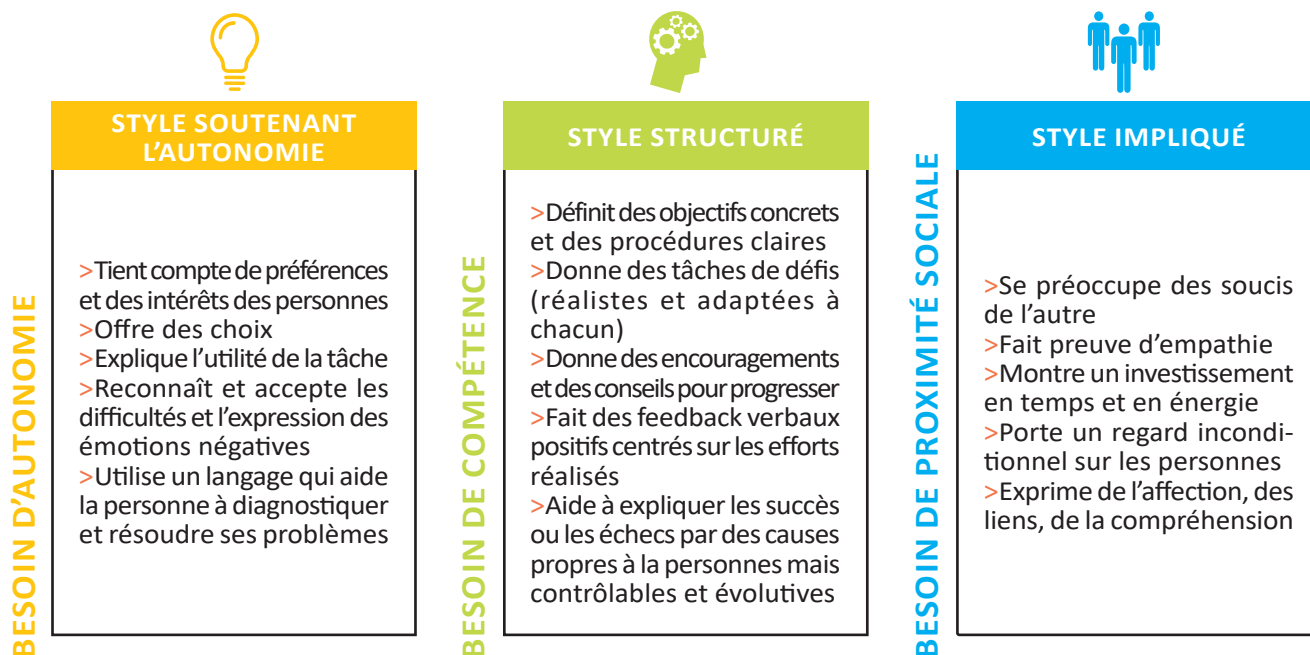 BESOIN D'AUTONOMIE
STYLE SOUTENANT
L'AUTONOMIE
>Tient compte de préférences
et des intérêts des personnes
>Offre des choix
>Explique l'utilité de la tâche
>Reconnaît et accepte les
difficultés et l'expression des
émotions négatives
>Utilise un langage qui aide
la personne à diagnostiquer
et résoudre ses problèmes
BESOIN DE COMPÉTENCE
STYLE STRUCTURÉ
>Définit des objectifs concrets
et des procédures claires
>Donne des tâches de défis
(réalistes et adaptées à
chacun)
>Donne des encouragements
et des conseils pour progresser
>Fait des feedback verbaux
positifs centrés sur les efforts
réalisés
>Aide à expliquer les succès
ou les échecs par des causes
propres à la personnes mais
contrôlables et évolutives
BESOIN DE PROXIMITÉ SOCIALE
STYLE IMPLIQUÉ
>Se préoccupe des soucis
de l'autre
>Fait preuve d'empathie
>Montre un investissement
en temps et en énergie
>Porte un regard incondi-
tionnel sur les personnes
>Exprime de l'affection, des
liens, de la compréhension